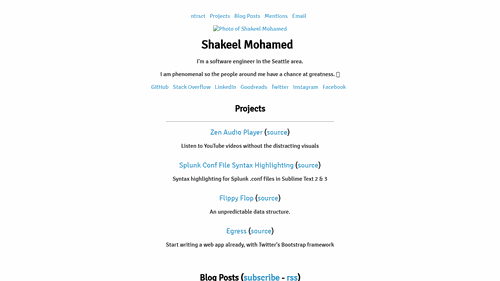 ntract Projects Blog Posts Mentions Email
Photo of Shakeel Mohamed
Shakeel Mohamed
I'm a software engineer in the Seattle area.
I am phenomenal so the people around me have a chance at greatness.
GitHub Stack Overflow LinkedIn Goodreads Twitter Instagram Facebook
Projects
Zen Audio Player (source)
Listen to YouTube videos without the distracting visuals
Splunk Conf File Syntax Highlighting (source)
Syntax highlighting for Splunk .conf files in Sublime Text 2 & 3
Flippy Flop (source)
An unpredictable data structure.
Egress (source)
Start writing a web app already, with Twitter's Bootstrap framework
Blog Posts (subscribe - rss)